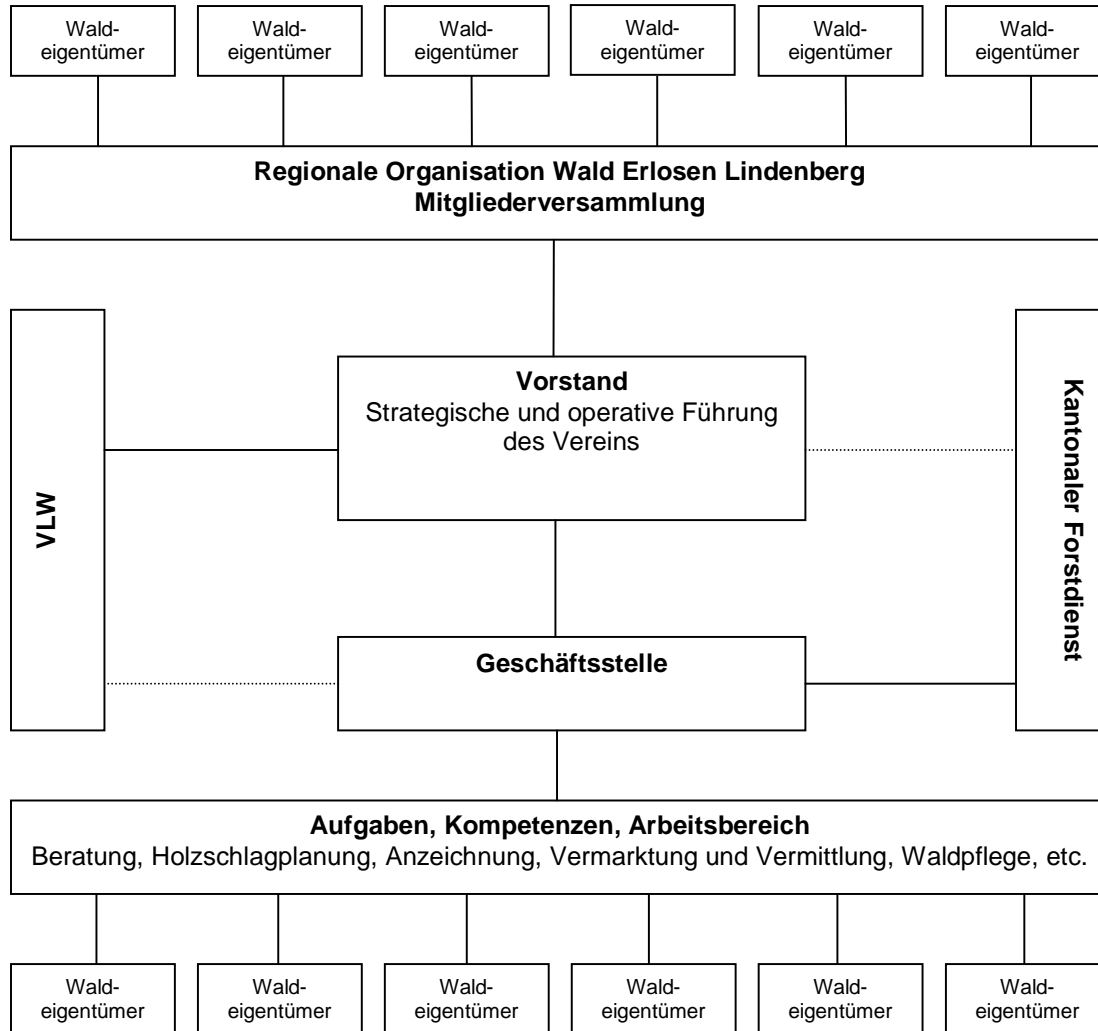 Wald-
eigentümer
Wald-
eigentümer
Wald-
eigentümer
Wald-
eigentümer
Wald-
eigentümer
Wald-
eigentümer
Regionale Organisation Wald Erlosen Lindenberg
Mitgliederversammlung
VLW
Vorstand
Strategische und operative Führung
des Vereins
Kantonaler Forstdienst
Geschäftsstelle
Aufgaben, Kompetenzen, Arbeitsbereich
Beratung, Holzschlagplanung, Anzeichnung, Vermarktung und Vermittlung, Waldpflege, etc.
Wald-
eigentümer
Wald-
eigentümer
Wald-
eigentümer
Wald-
eigentümer
Wald-
eigentümer
Wald-
eigentümer